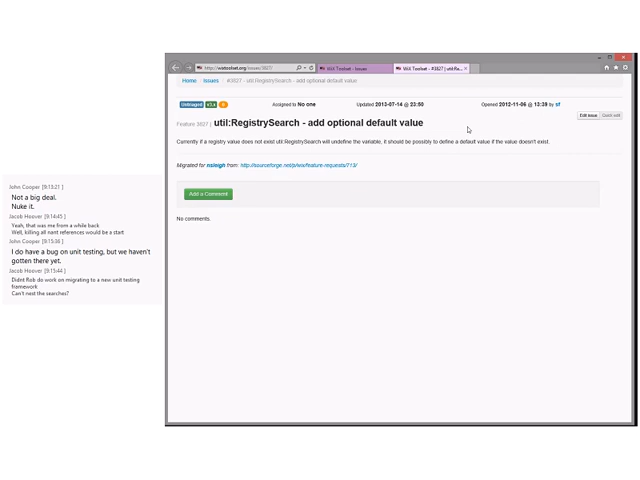 http://wixtoolset.org/issues/3827/
WiX Toolset - Issues
WiX Toolset - #3827 | util:Re...
Home / Issues / #3827 - util:RegistrySearch - add optional default value
Untriaged v3.x
Assigned to No one
Updated 2013-07-14 @ 23:50
Opened 2012-11-06 @ 13:39 by sf
Edit issue Quick edit
Feature 3827 | util:RegistrySearch - add optional default value
Currently if a registry value does not exist util:RegistrySearch will undefine the variable, it should be possibly to define a default value if the value doesn't exist.
Migrated for nsleigh from: http://sourceforge.net/p/wix/feature-requests/713/
Add a Comment
No comments.
John Cooper [9:13:21 ]
Not a big deal.
Nuke it.
Jacob Hoover [9:14:45 ]
Yeah, that was me from a while back
Well, killing all nant references would be a start
John Cooper [9:15:36 ]
I do have a bug on unit testing, but we haven't
gotten there yet.
Jacob Hoover [9:15:44 ]
Didnt Rob do work on migrating to a new unit testing
framework
Can't nest the searches?